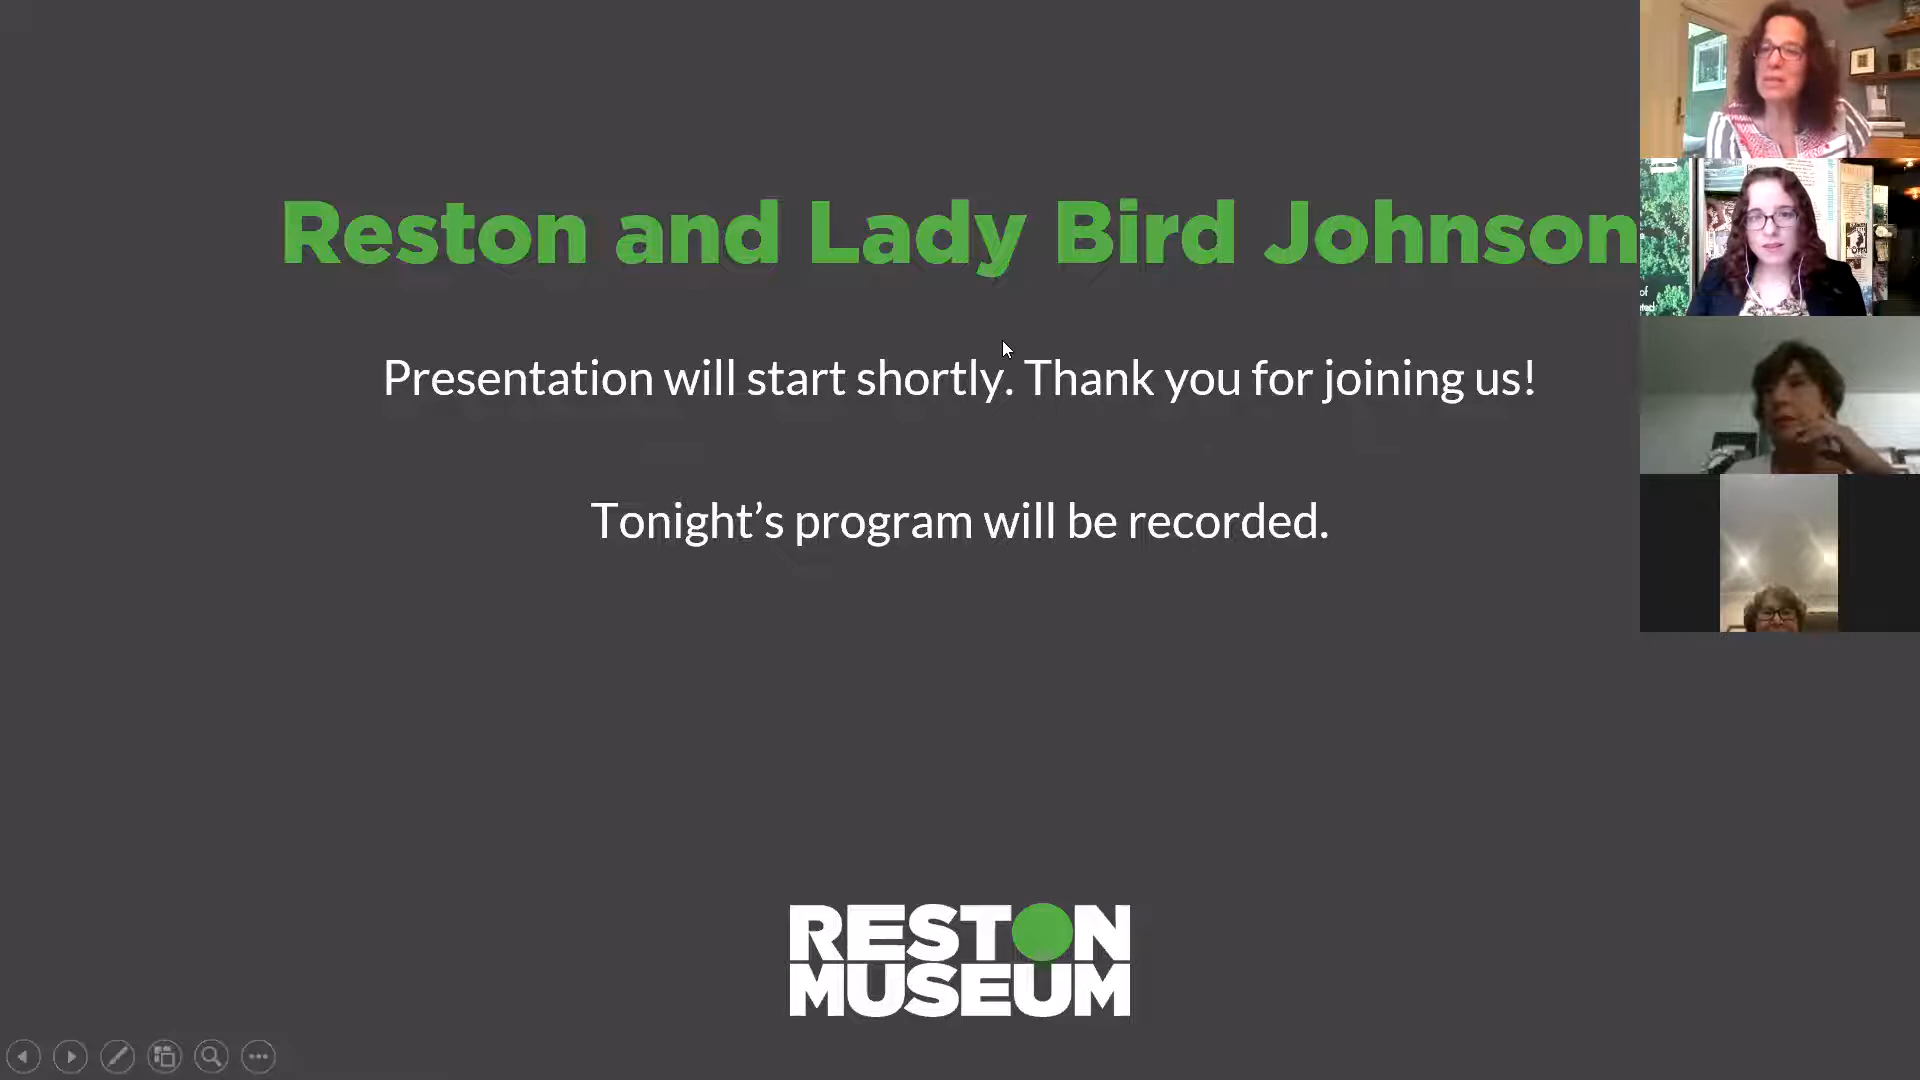 Reston and Lady Bird Johnson
Presentation will start shortly. Thank you for joining us!
Tonight’s program will be recorded.
RESTON
MUSEUM